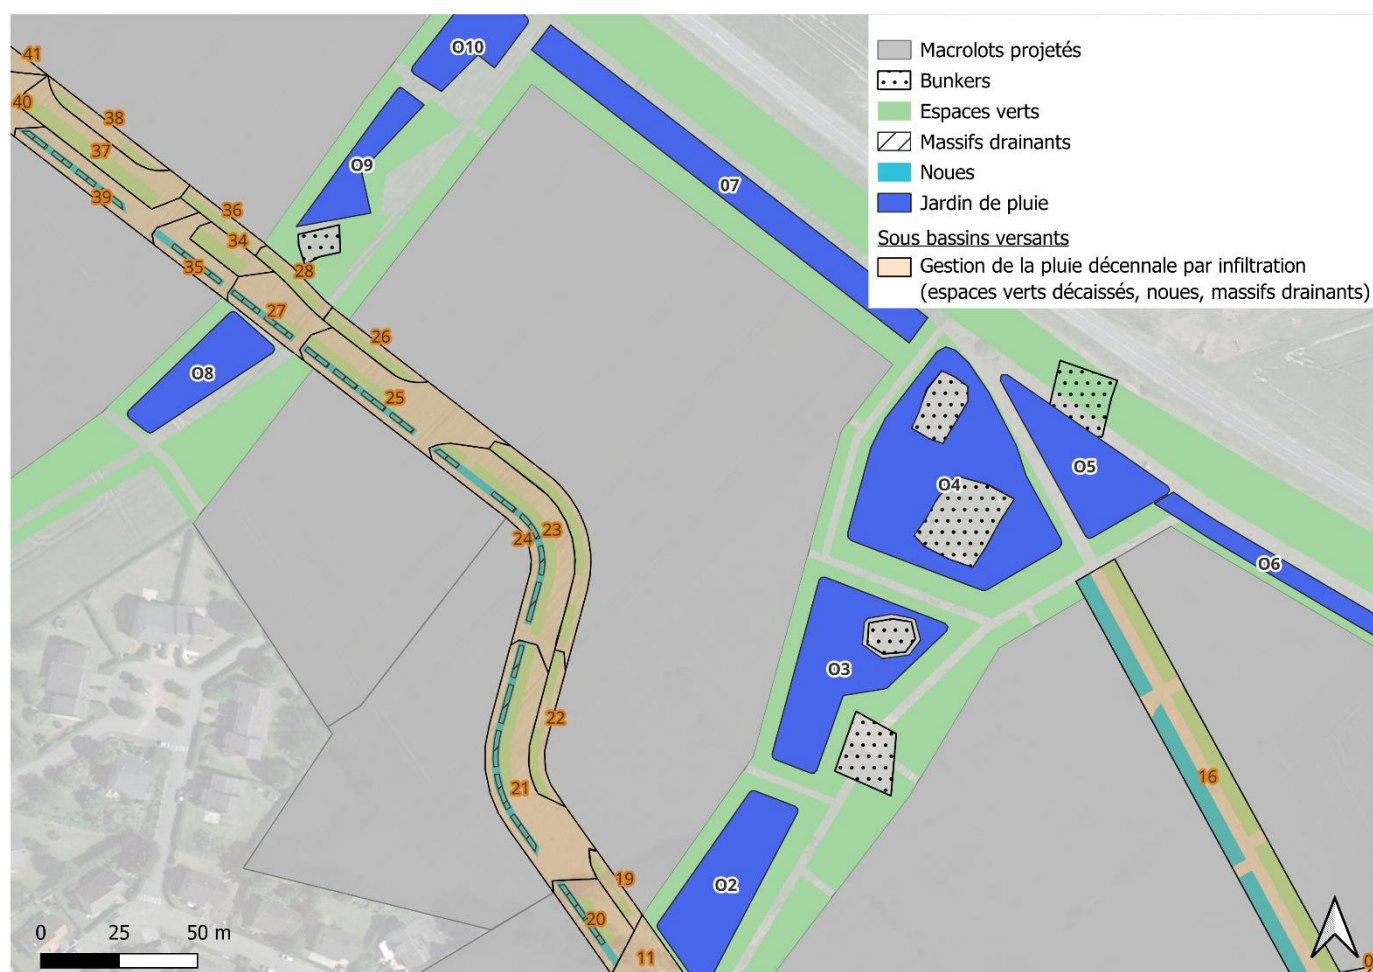 41
40
38
37
39
36
34
35
28
27
26
25
24
23
22
21
20
19
11
16
0
O10
O9
07
O8
O4
O5
O6
O3
O2
Macrolots projetés
Bunkers
Espaces verts
Massifs drainants
Noues
Jardin de pluie
Sous bassins versants
Gestion de la pluie décennale par infiltration
(espaces verts décaissés, noues, massifs drainants)
0 25 50 m